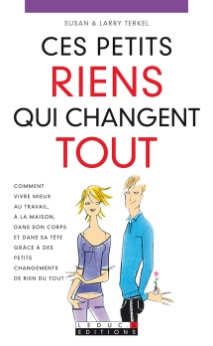 SUSAN & LARRY TERKEL
CES PETITS
RIENS
QUI CHANGENT
TOUT
COMMENT
VIVRE MIEUX
AU TRAVAIL,
À LA MAISON,
DANS SON CORPS
ET DANS SA TÊTE
GRÂCE À DES
PETITS
CHANGEMENTS
DE RIEN DU TOUT
LEDUC.S
EDITIONS